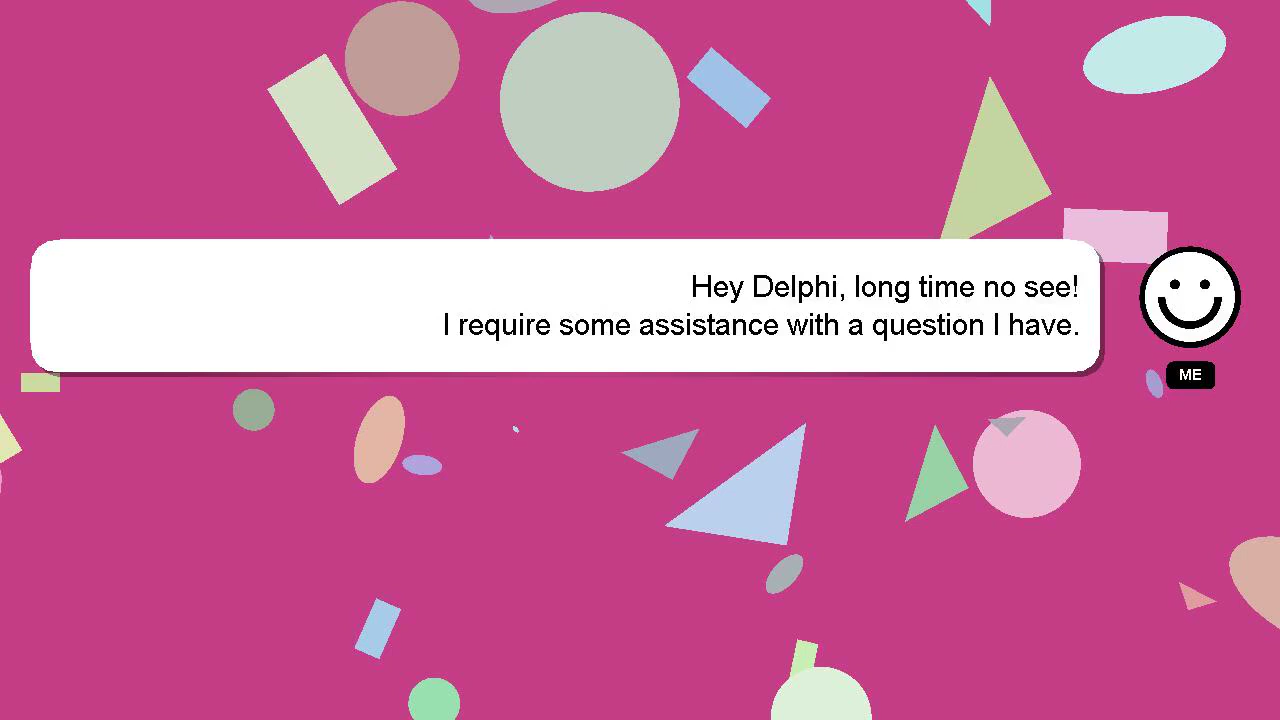 Hey Delphi, long time no see!
I require some assistance with a question I have.
ME